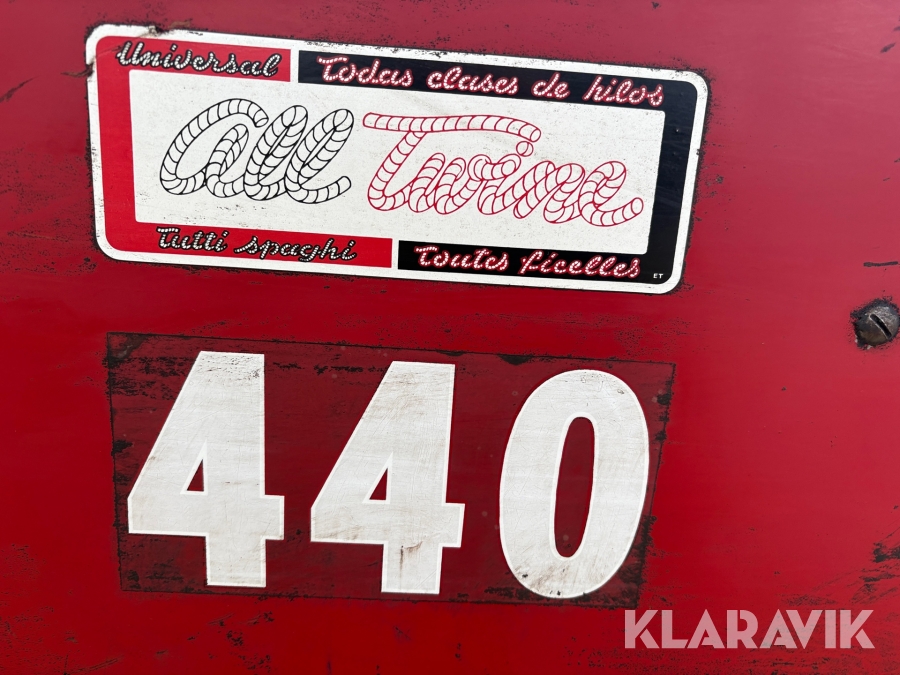 Universal Todas clases de hilos
all Twine
Tutti spaghi Toutes ficelles
ET
440
KLARAVIK